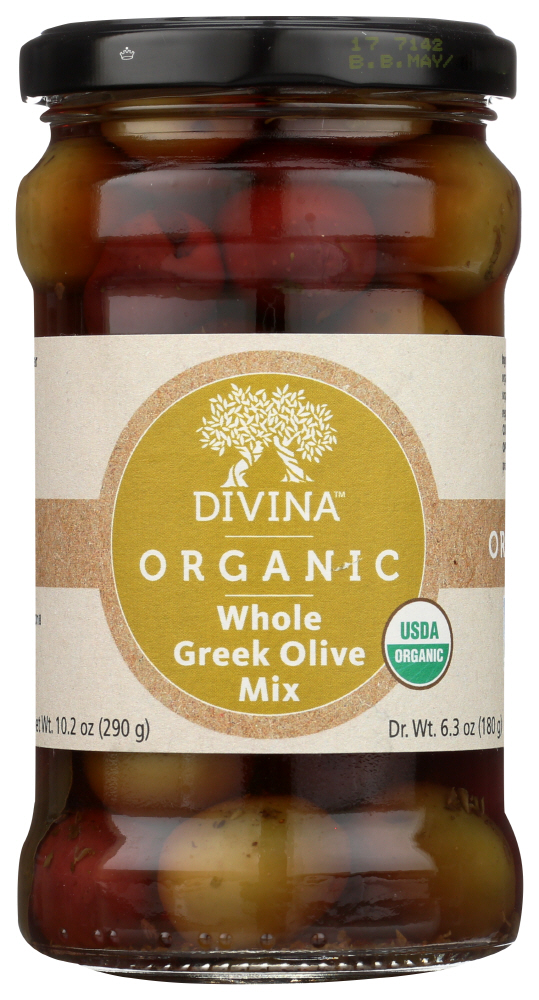 17 7142
B.B.MAY/
DIVINA™
ORGANIC
Whole
Greek Olive
Mix
USDA
ORGANIC
et Wt. 10.2 oz (290 g)
Dr. Wt. 6.3 oz (180 g)
OR